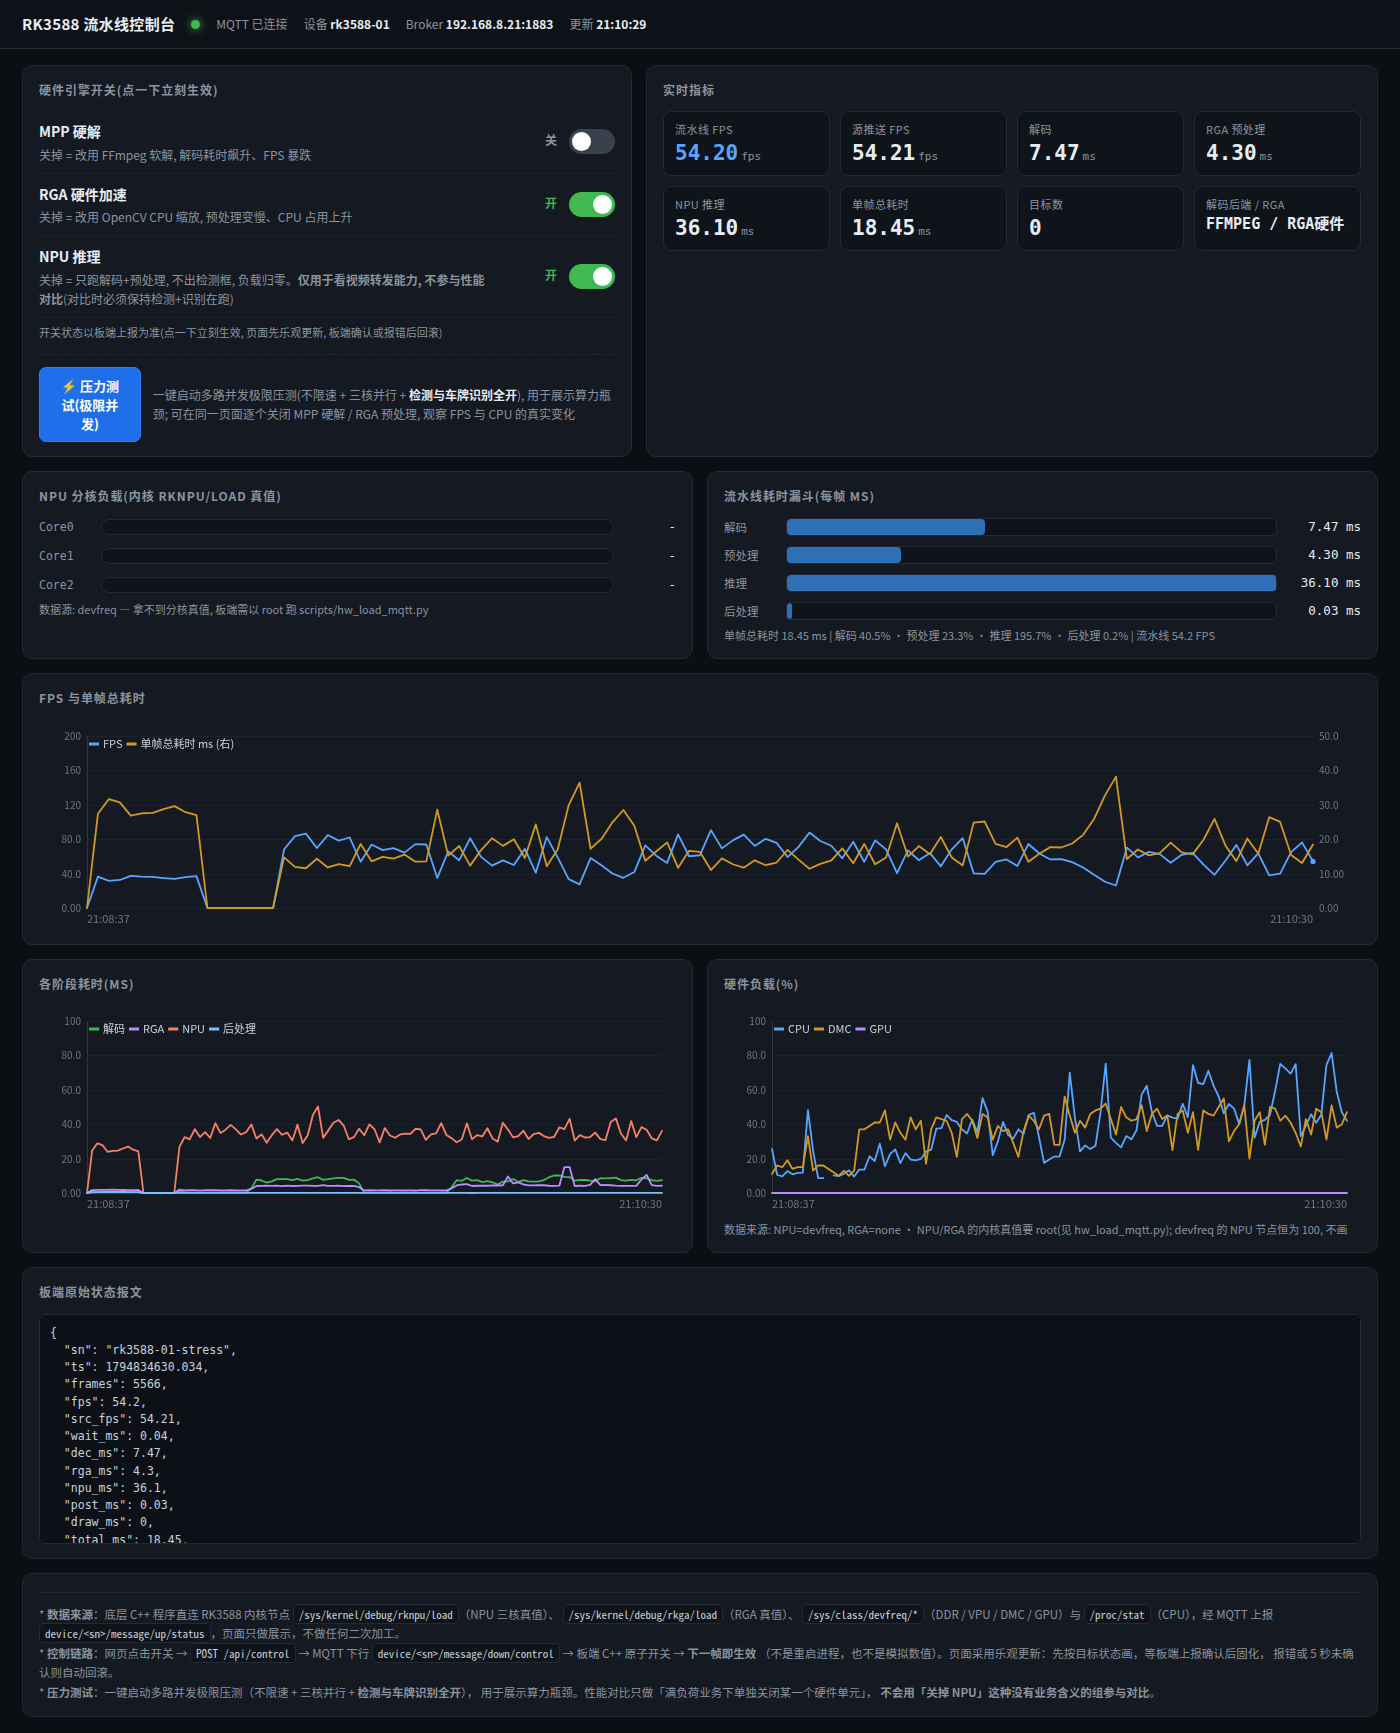 RK3588 流水线控制台 MQTT 已连接 设备 rk3588-01 Broker 192.168.8.21:1883 更新 21:10:29
硬件引擎开关(点一下立刻生效)
MPP 硬解
关掉 = 改用 FFmpeg 软解, 解码耗时飙升、FPS 暴跌
关
RGA 硬件加速
关掉 = 改用 OpenCV CPU 缩放, 预处理变慢、CPU 占用上升
开
NPU 推理
关掉 = 只跑解码+预处理, 不出检测框, 负载归零。仅用于看视频转发能力, 不参与性能
对比(对比时必须保持检测+识别在跑)
开
开关状态以板端上报为准(点一下立刻生效, 页面先乐观更新, 板端确认或报错后回滚)
⚡ 压力测
试(极限并
发)
一键启动多路并发极限压测(不限速 + 三核并行 + 检测与车牌识别全开), 用于展示算力瓶
颈; 可在同一页面逐个关闭 MPP 硬解 / RGA 预处理, 观察 FPS 与 CPU 的真实变化
实时指标
流水线 FPS
54.20 fps
源推送 FPS
54.21 fps
解码
7.47 ms
RGA 预处理
4.30 ms
NPU 推理
36.10 ms
单帧总耗时
18.45 ms
目标数
0
解码后端 / RGA
FFMPEG / RGA硬件
NPU 分核负载(内核 RKNPU/LOAD 真值)
Core0 -
Core1 -
Core2 -
数据源: devfreq — 拿不到分核真值, 板端需以 root 跑 scripts/hw_load_mqtt.py
流水线耗时漏斗(每帧 MS)
解码 7.47 ms
预处理 4.30 ms
推理 36.10 ms
后处理 0.03 ms
单帧总耗时 18.45 ms | 解码 40.5% · 预处理 23.3% · 推理 195.7% · 后处理 0.2% | 流水线 54.2 FPS
FPS 与单帧总耗时
FPS 单帧总耗时 ms (右)
200 50.0
160 40.0
120 30.0
80.0 20.0
40.0 10.00
0.00 0.00
21:08:37 21:10:30
各阶段耗时(MS)
解码 RGA NPU 后处理
100
80.0
60.0
40.0
20.0
0.00
21:08:37 21:10:30
硬件负载(%)
CPU DMC GPU
100
80.0
60.0
40.0
20.0
0.00
21:08:37 21:10:30
数据来源: NPU=devfreq, RGA=none · NPU/RGA 的内核真值要 root(见 hw_load_mqtt.py); devfreq 的 NPU 节点恒为 100, 不画
板端原始状态报文
{
"sn": "rk3588-01-stress",
"ts": 1794834630.034,
"frames": 5566,
"fps": 54.2,
"src_fps": 54.21,
"wait_ms": 0.04,
"dec_ms": 7.47,
"rga_ms": 4.3,
"npu_ms": 36.1,
"post_ms": 0.03,
"draw_ms": 0,
"total_ms": 18.45,
* 数据来源：底层 C++ 程序直连 RK3588 内核节点 /sys/kernel/debug/rknpu/load （NPU 三核真值）、 /sys/kernel/debug/rkga/load （RGA 真值）、 /sys/class/devfreq/* （DDR / VPU / DMC / GPU）与 /proc/stat （CPU），经 MQTT 上报
device/<sn>/message/up/status ，页面只做展示，不做任何二次加工。
* 控制链路：网页点击开关 → POST /api/control → MQTT 下行 device/<sn>/message/down/control → 板端 C++ 原子开关 → 下一帧即生效 （不是重启进程，也不是模拟数值）。页面采用乐观更新：先按目标状态画，等板端上报确认后固化， 报错或 5 秒未确
认则自动回滚。
* 压力测试：一键启动多路并发极限压测（不限速 + 三核并行 + 检测与车牌识别全开）， 用于展示算力瓶颈。性能对比只做「满负荷业务下单独关闭某一个硬件单元」， 不会用「关掉 NPU」这种没有业务含义的组参与对比。